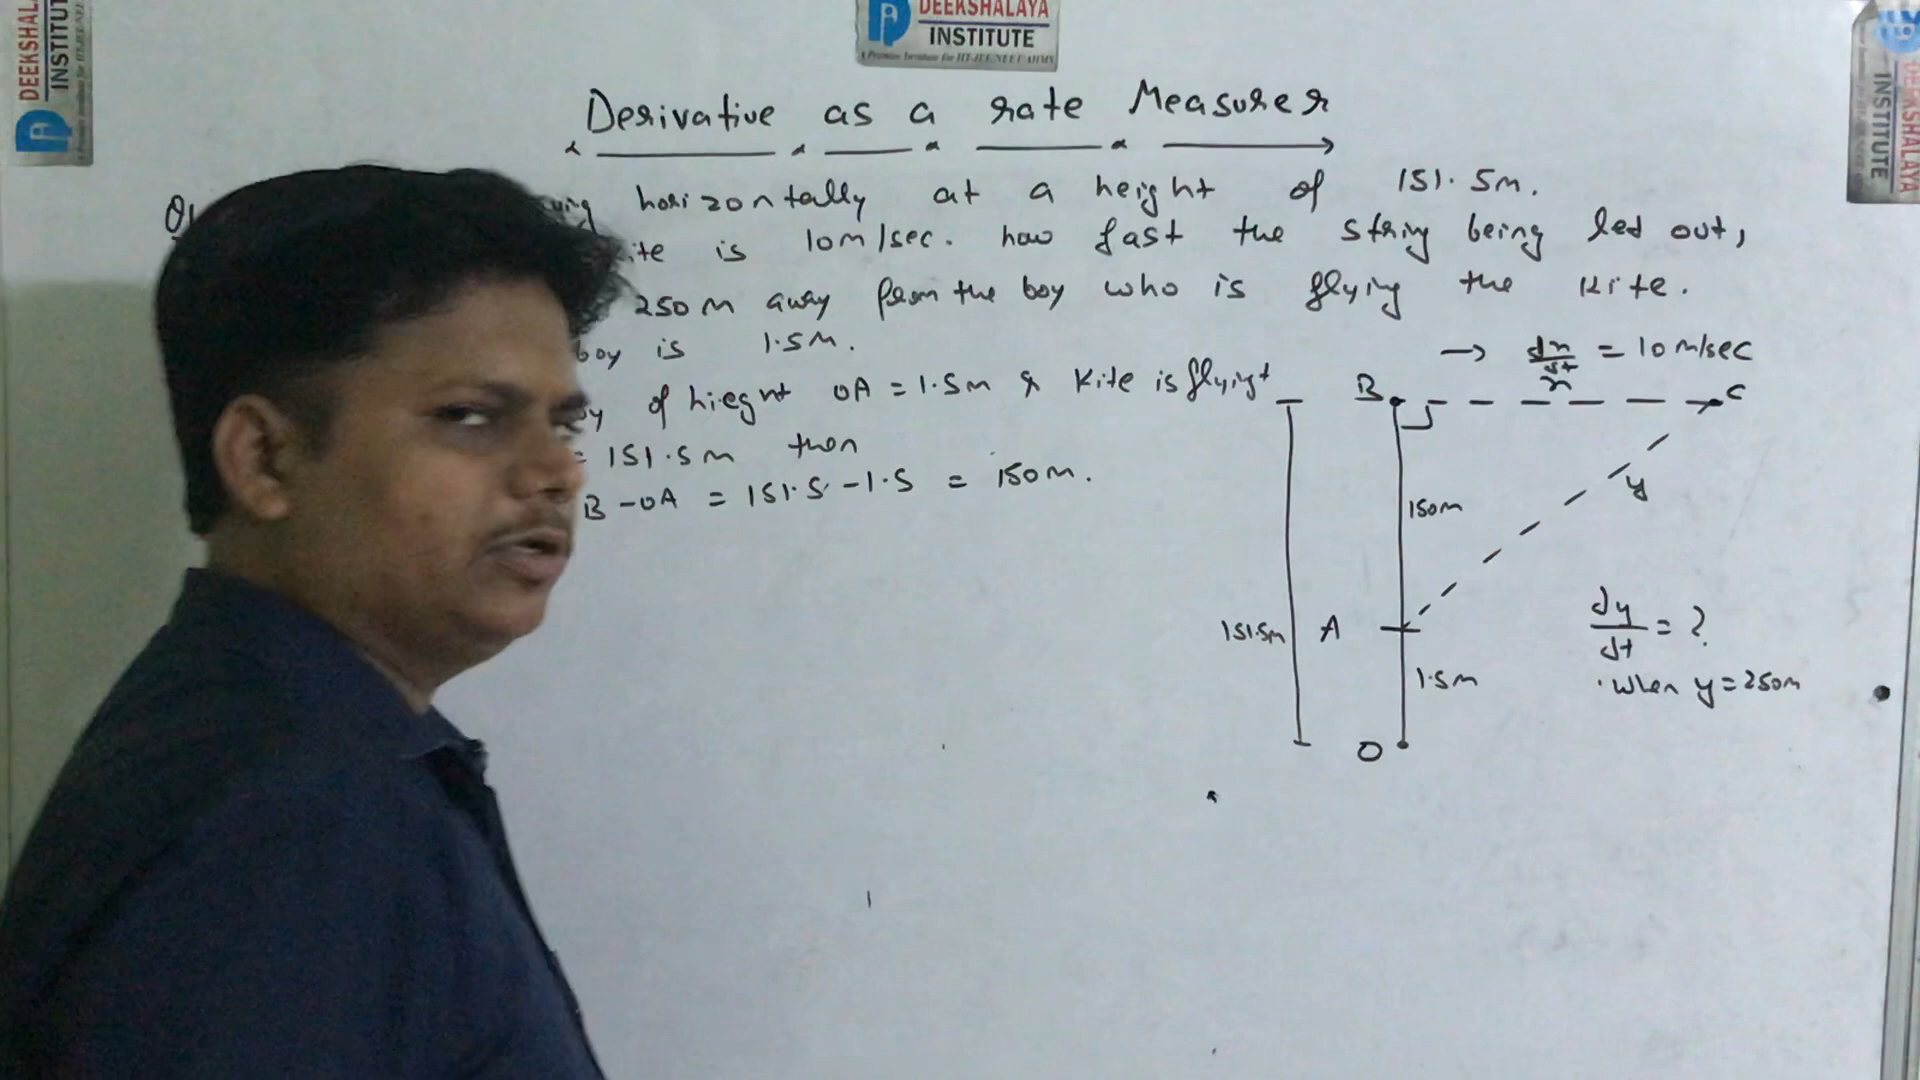 DEEKSHALAYA
INSTITUTE
Derivative as a rate Measurer
Q1 horizontally at a height of 151.5m.
is 10m/sec. how fast the string being led out,
250m away from the boy who is flying the kite.
boy is 1.5m.
of hieght OA = 1.5m & Kite is flying
= 151.5m then
B - OA = 151.5 - 1.5 = 150m.
→ dx/dt = 10 m/sec
B x C
y
150m
151.5m A
1.5m
O
dy/dt = ?
when y = 250m
INSTITUTE
DEEKSHALAYA
INSTITUTE